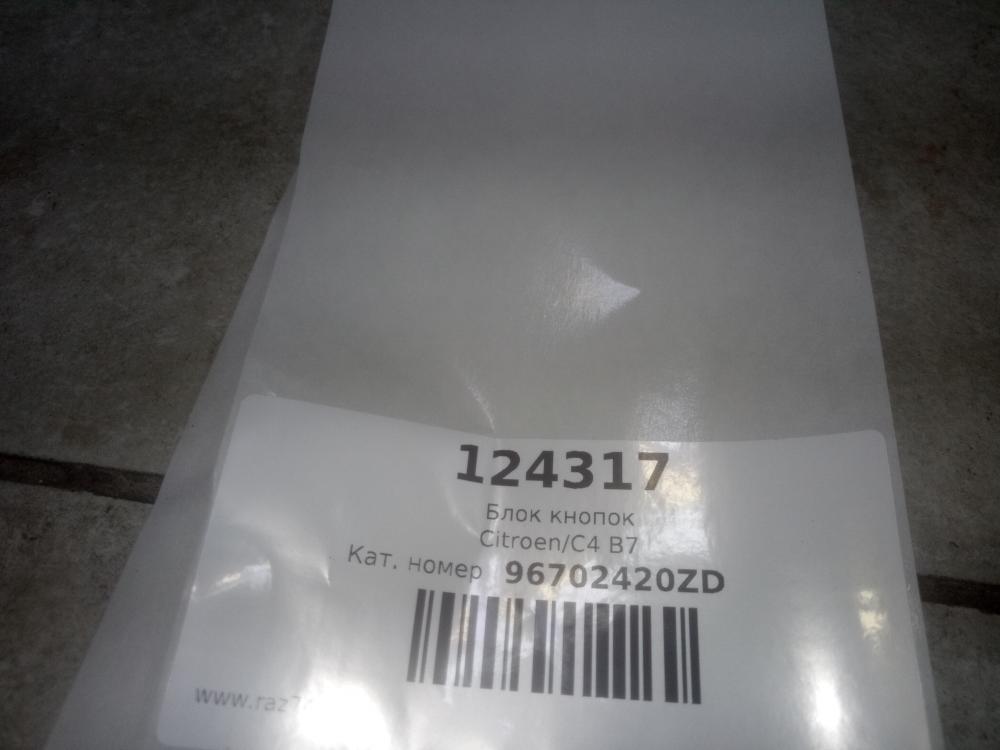 124317
Блок кнопок
Citroen/C4 B7
Кат. номер 96702420ZD